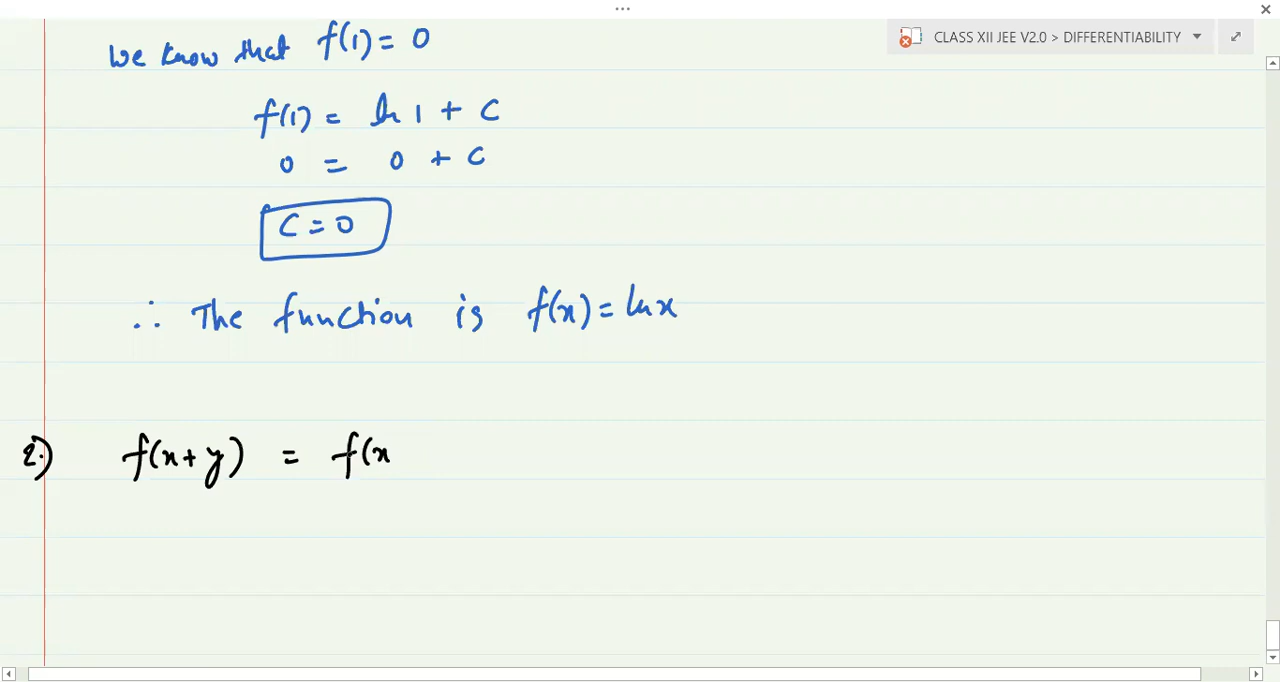 CLASS XII JEE V2.0 > DIFFERENTIABILITY
We know that f(1) = 0
f(1) = ln 1 + C
0 = 0 + C
C = 0
∴ The function is f(x) = ln x
2.) f(x+y) = f(x